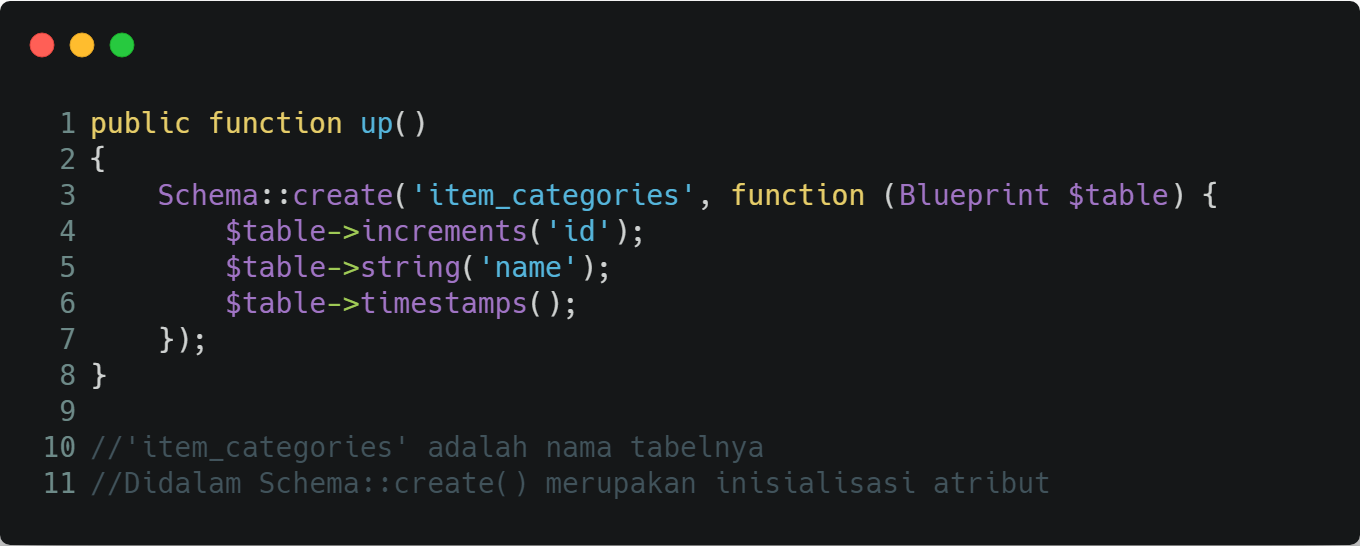 1 public function up()
2 {
3     Schema::create('item_categories', function (Blueprint $table) {
4         $table->increments('id');
5         $table->string('name');
6         $table->timestamps();
7     });
8 }
9
10 //'item_categories' adalah nama tabelnya
11 //Didalam Schema::create() merupakan inisialisasi atribut